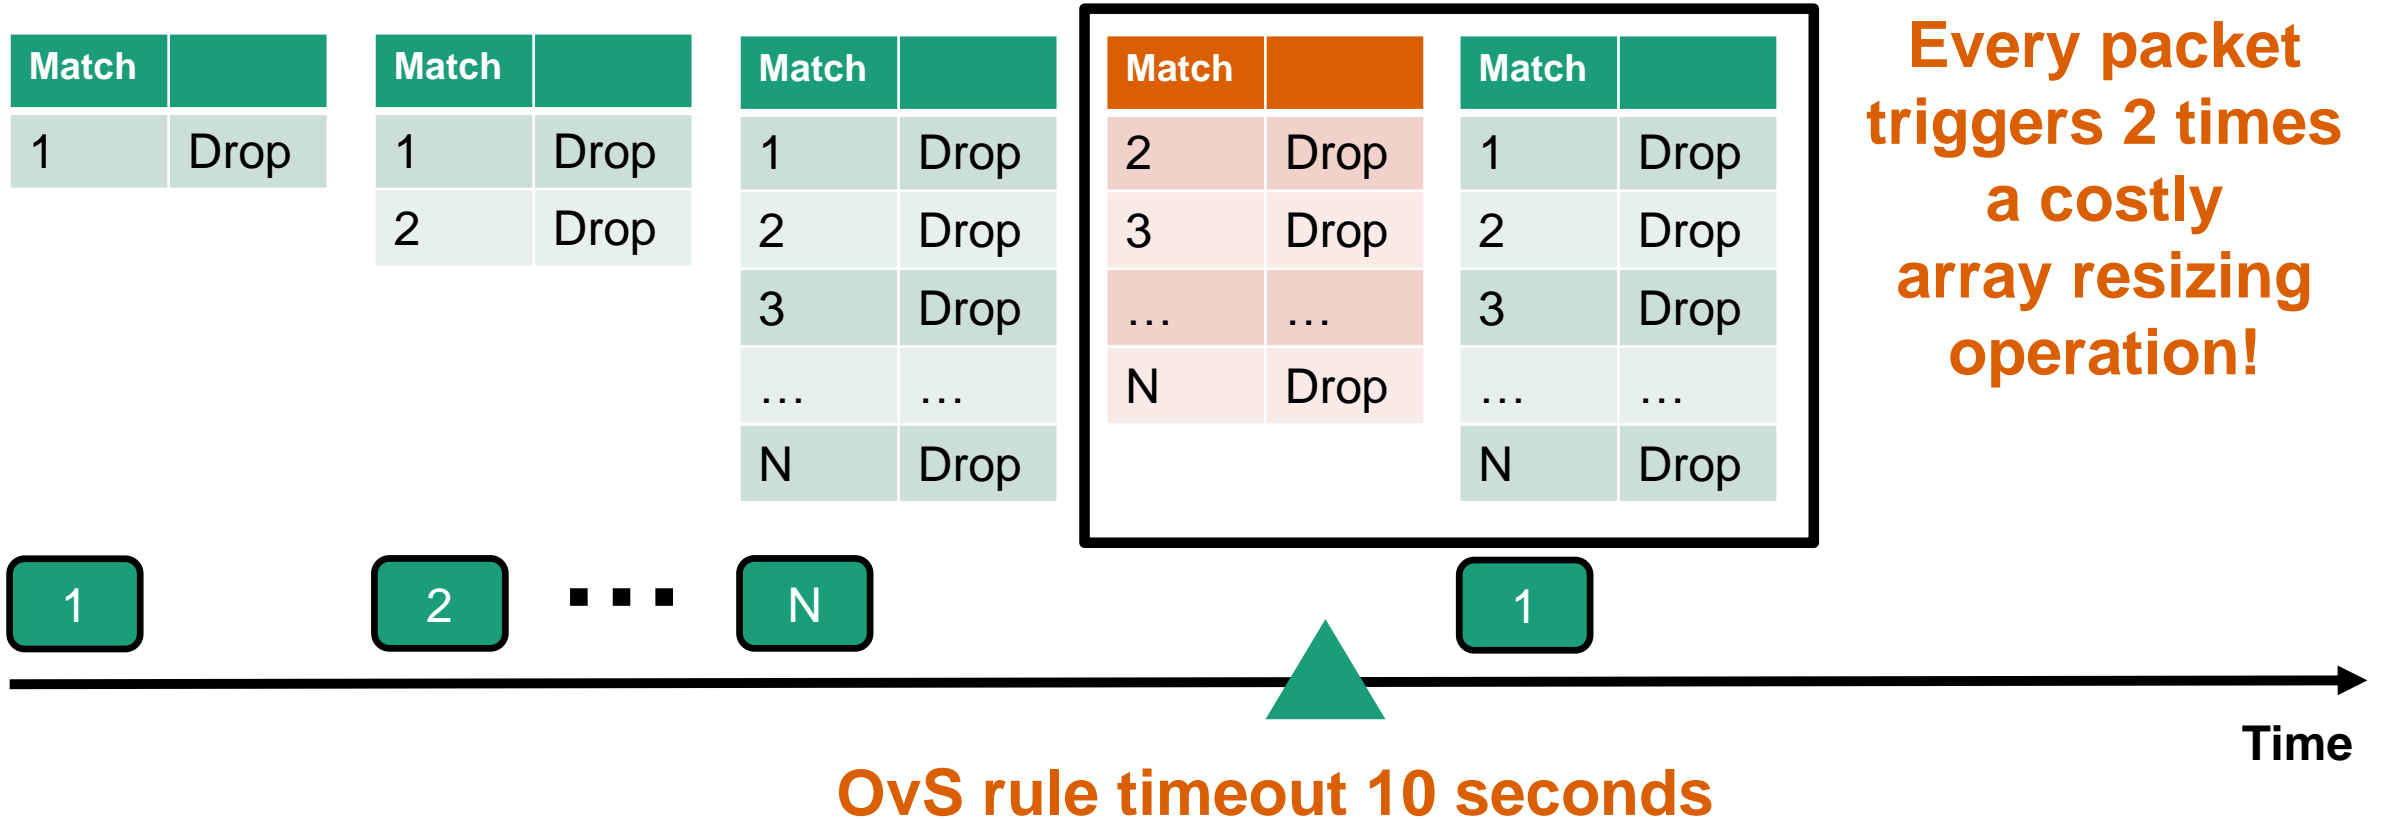 Match
1 Drop
Match
1 Drop
2 Drop
Match
1 Drop
2 Drop
3 Drop
… …
N Drop
Match
2 Drop
3 Drop
… …
N Drop
Match
1 Drop
2 Drop
3 Drop
… …
N Drop
Every packet
triggers 2 times
a costly
array resizing
operation!
1
2
...
N
1
Time
OvS rule timeout 10 seconds